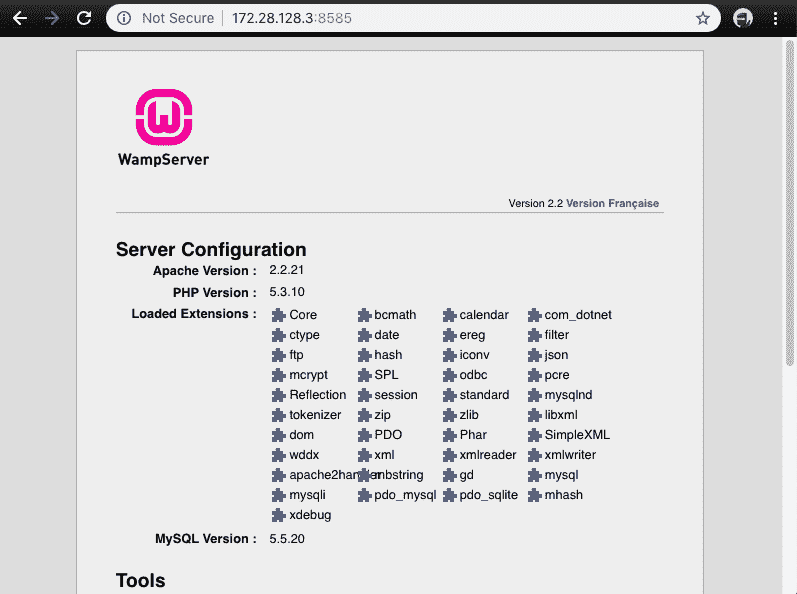 Not Secure | 172.28.128.3:8585
WampServer
Version 2.2 Version Française
Server Configuration
Apache Version : 2.2.21
PHP Version : 5.3.10
Loaded Extensions : Core bcmath calendar com_dotnet
ctype date ereg filter
ftp hash iconv json
mcrypt SPL odbc pcre
Reflection session standard mysqlnd
tokenizer zip zlib libxml
dom PDO Phar SimpleXML
wddx xml xmlreader xmlwriter
apache2handler mbstring gd mysql
mysqli pdo_mysql pdo_sqlite mhash
xdebug
MySQL Version : 5.5.20
Tools